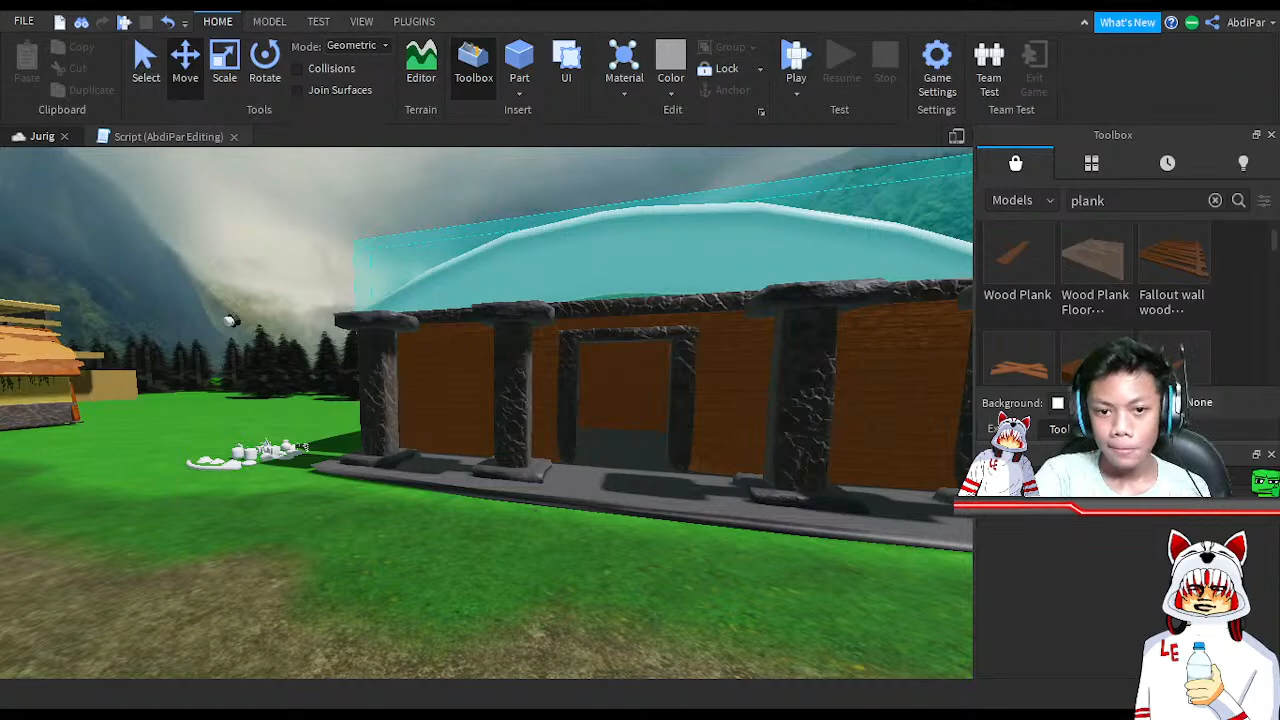 FILE HOME MODEL TEST VIEW PLUGINS What's New AbdiPar
Paste Copy Cut Duplicate
Clipboard
Select Move Scale Rotate
Mode: Geometric
Collisions
Join Surfaces
Tools
Editor
Terrain
Toolbox Part UI
Insert
Material Color
Group
Lock
Anchor
Edit
Play Resume Stop
Test
Game Settings
Settings
Team Test
Exit Game
Team Test
Jurig Script (AbdiPar Editing)
Toolbox
Models plank
Wood Plank
Wood Plank Floor···
Fallout wall wood···
Background: None
LE
LE